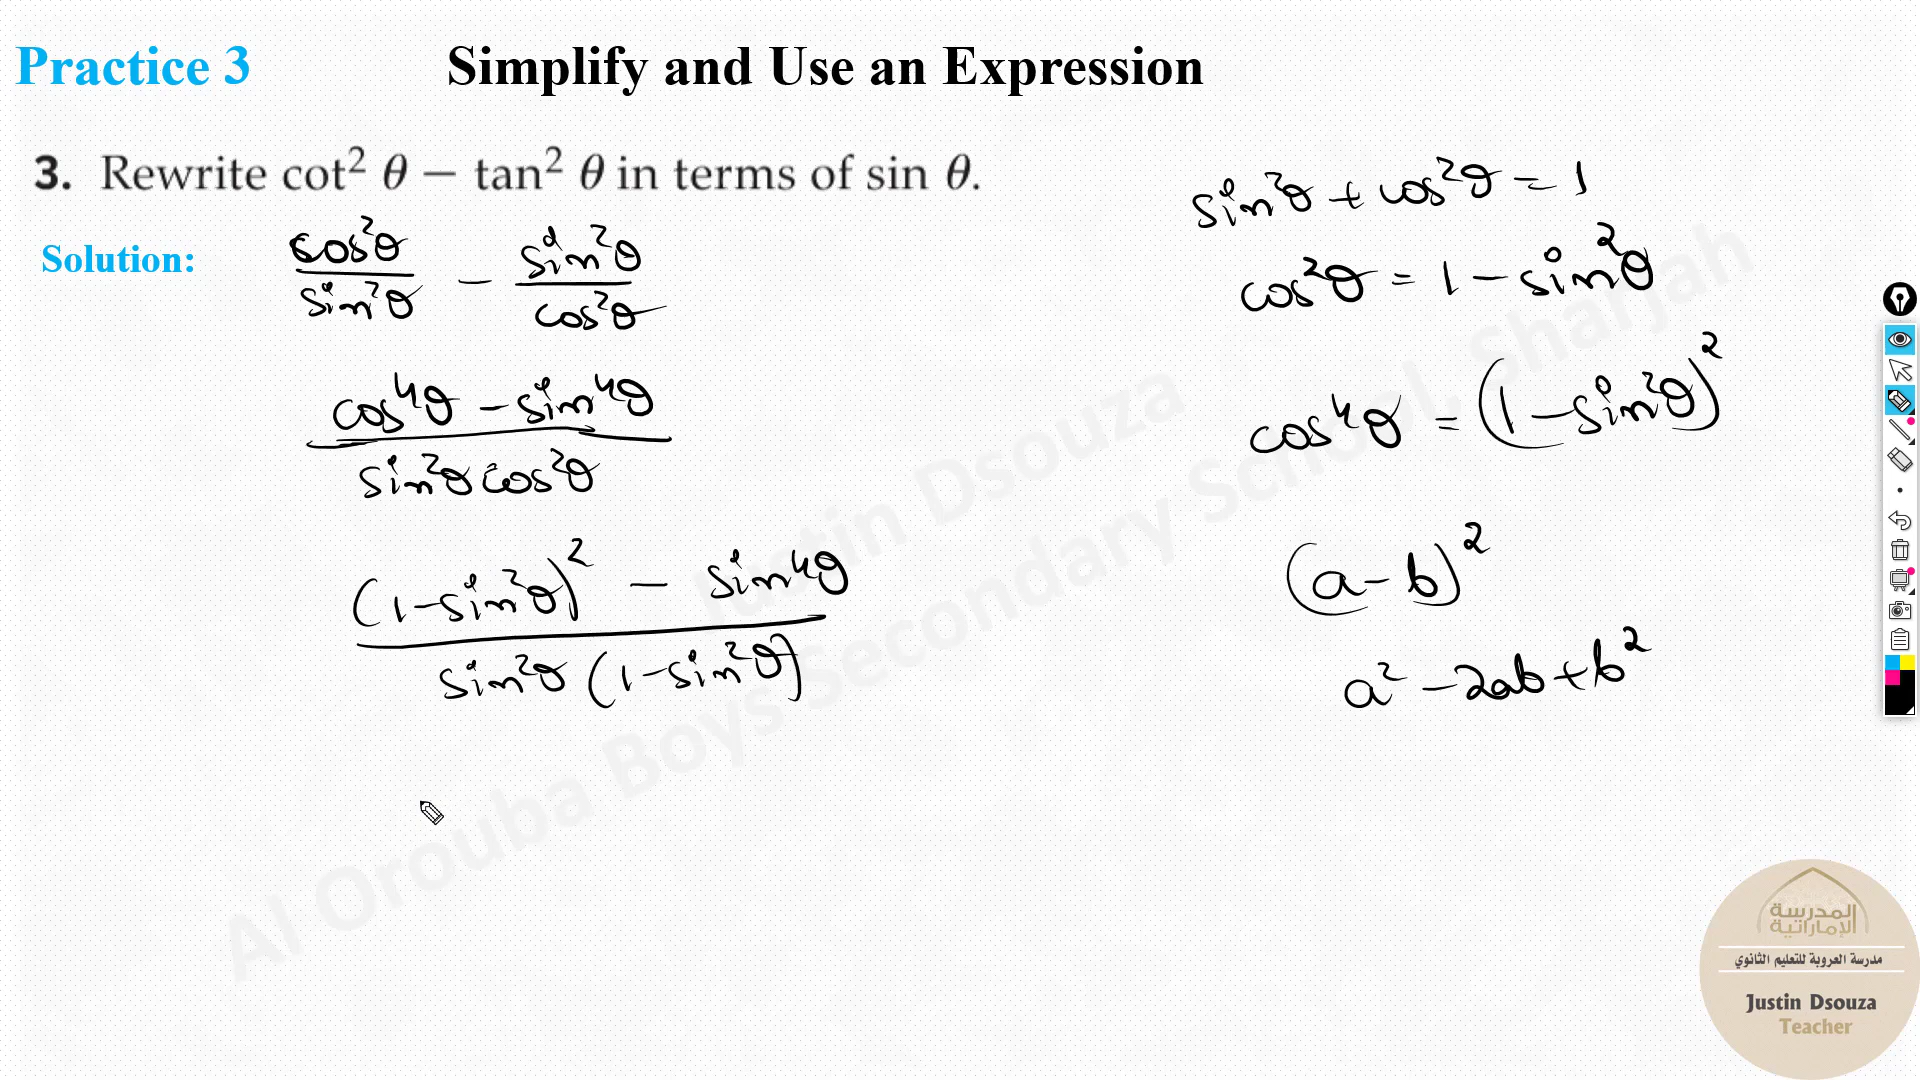 Practice 3
Simplify and Use an Expression
3. Rewrite cot² θ − tan² θ in terms of sin θ.
Solution:
cos²θ/sin²θ − sin²θ/cos²θ
cos⁴θ − sin⁴θ
sin²θ cos²θ
(1−sin²θ)² − sin⁴θ
sin²θ (1−sin²θ)
sin²θ + cos²θ = 1
cos²θ = 1 − sin²θ
cos⁴θ = (1 − sin²θ)²
(a − b)²
a² − 2ab + b²
Justin Dsouza
Al Orouba Boys Secondary School, Sharjah
المدرسة
الإماراتية
مدرسة العروبة للتعليم الثانوي
Justin Dsouza
Teacher